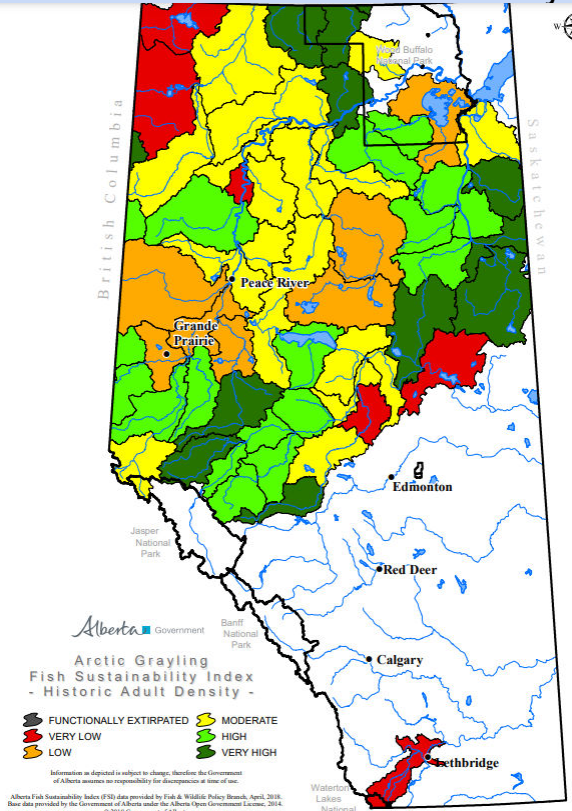 W
Wood Buffalo
National Park
British Columbia
Saskatchewan
Peace River
Grande
Prairie
Edmonton
Jasper
National
Park
Red Deer
Alberta Government
Banff
National
Park
Arctic Grayling
Fish Sustainability Index
- Historic Adult Density -
Calgary
FUNCTIONALLY EXTIRPATED
MODERATE
VERY LOW
HIGH
LOW
VERY HIGH
Lethbridge
Information as depicted is subject to change, therefore the Government
of Alberta assumes no responsibility for discrepancies at time of use.
Waterton
Lakes
National
Alberta Fish Sustainability Index (FSI) data provided by Fish & Wildlife Policy Branch, April, 2018.
Base data provided by the Government of Alberta under the Alberta Open Government License, 2014.